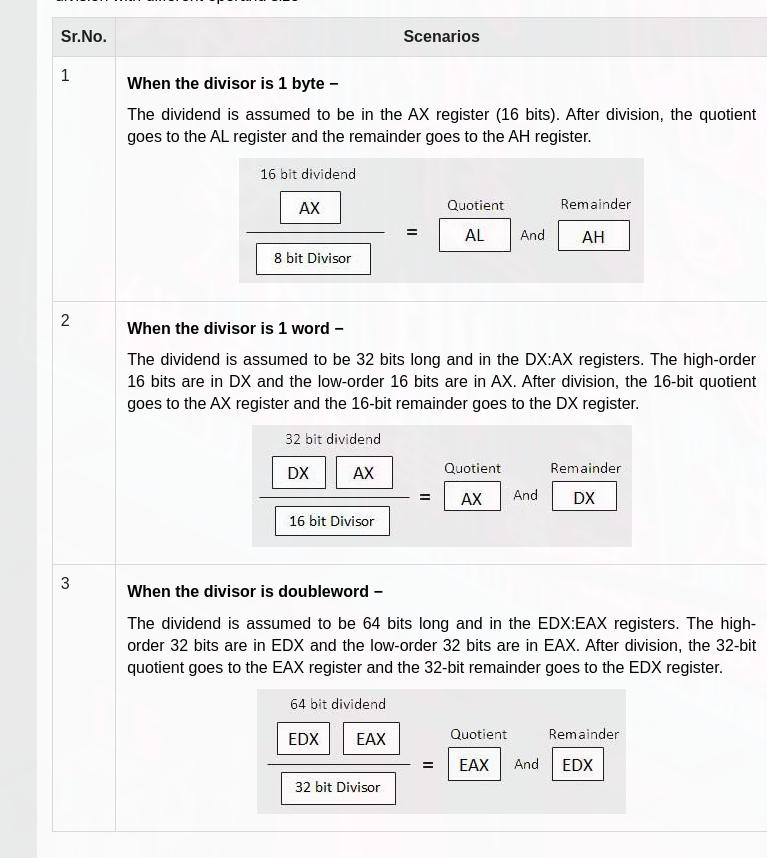 Sr.No. Scenarios
1
When the divisor is 1 byte −
The dividend is assumed to be in the AX register (16 bits). After division, the quotient
goes to the AL register and the remainder goes to the AH register.
16 bit dividend
AX
Quotient Remainder
= AL And AH
8 bit Divisor
2
When the divisor is 1 word −
The dividend is assumed to be 32 bits long and in the DX:AX registers. The high-order
16 bits are in DX and the low-order 16 bits are in AX. After division, the 16-bit quotient
goes to the AX register and the 16-bit remainder goes to the DX register.
32 bit dividend
DX AX
Quotient Remainder
= AX And DX
16 bit Divisor
3
When the divisor is doubleword −
The dividend is assumed to be 64 bits long and in the EDX:EAX registers. The high-
order 32 bits are in EDX and the low-order 32 bits are in EAX. After division, the 32-bit
quotient goes to the EAX register and the 32-bit remainder goes to the EDX register.
64 bit dividend
EDX EAX
Quotient Remainder
= EAX And EDX
32 bit Divisor